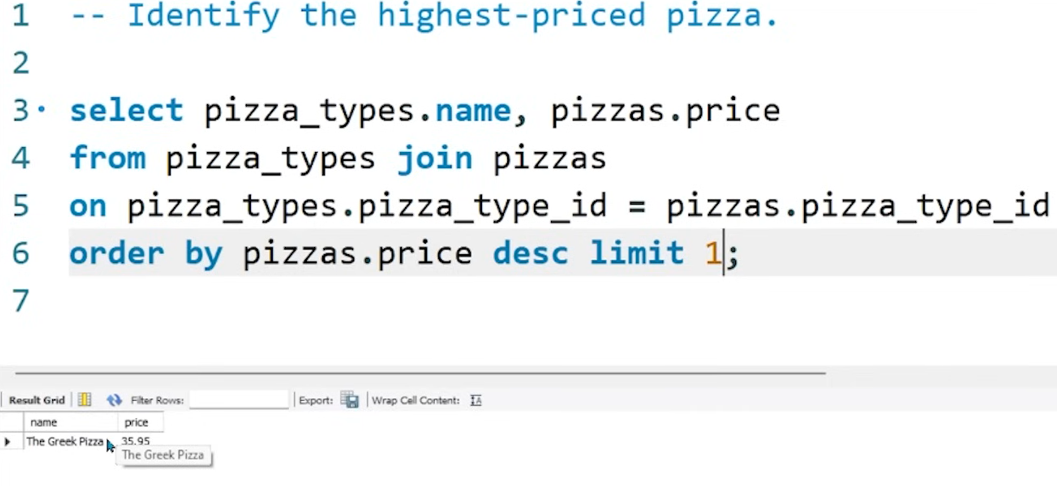 1 -- Identify the highest-priced pizza.
2
3 select pizza_types.name, pizzas.price
4 from pizza_types join pizzas
5 on pizza_types.pizza_type_id = pizzas.pizza_type_id
6 order by pizzas.price desc limit 1;
7
Result Grid Filter Rows: Export: Wrap Cell Content: IA
name price
The Greek Pizza 35.95
The Greek Pizza